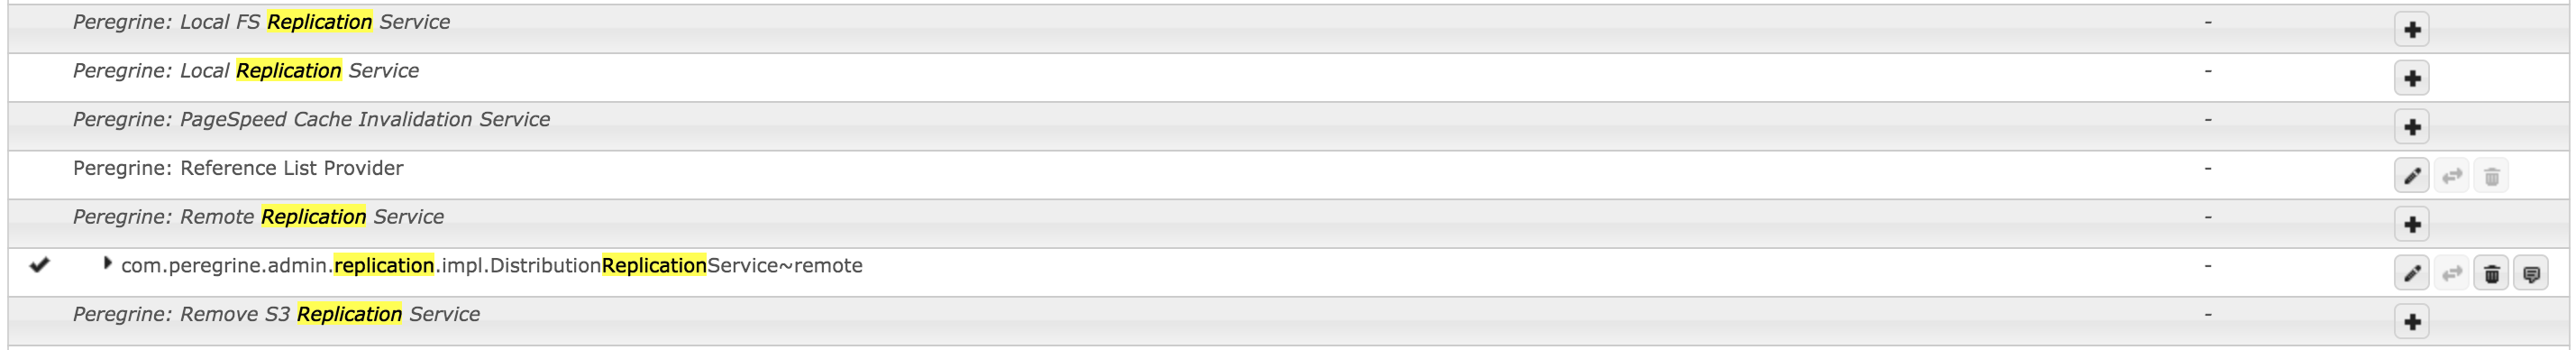 Peregrine: Local FS Replication Service -
Peregrine: Local Replication Service -
Peregrine: PageSpeed Cache Invalidation Service -
Peregrine: Reference List Provider -
Peregrine: Remote Replication Service -
com.peregrine.admin.replication.impl.DistributionReplicationService~remote -
Peregrine: Remove S3 Replication Service -